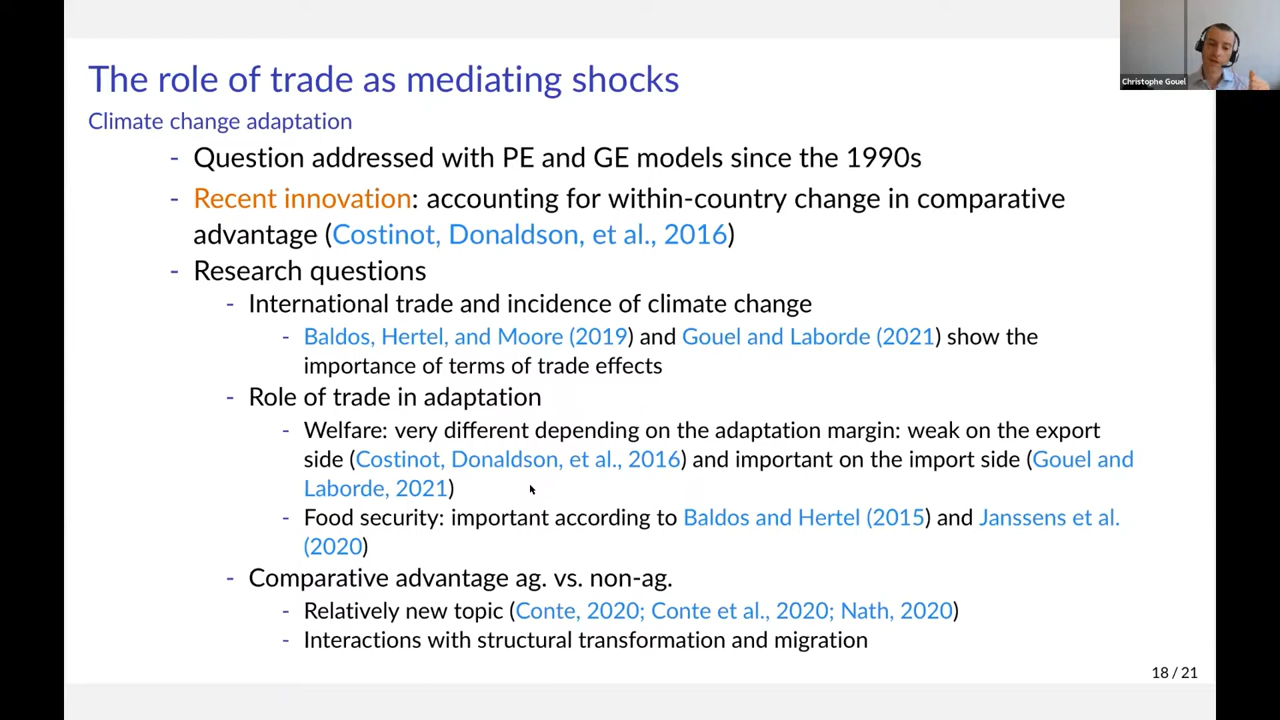 The role of trade as mediating shocks
Christophe Gouel
Climate change adaptation
- Question addressed with PE and GE models since the 1990s
- Recent innovation: accounting for within-country change in comparative
advantage (Costinot, Donaldson, et al., 2016)
- Research questions
- International trade and incidence of climate change
- Baldos, Hertel, and Moore (2019) and Gouel and Laborde (2021) show the
importance of terms of trade effects
- Role of trade in adaptation
- Welfare: very different depending on the adaptation margin: weak on the export
side (Costinot, Donaldson, et al., 2016) and important on the import side (Gouel and
Laborde, 2021)
- Food security: important according to Baldos and Hertel (2015) and Janssens et al.
(2020)
- Comparative advantage ag. vs. non-ag.
- Relatively new topic (Conte, 2020; Conte et al., 2020; Nath, 2020)
- Interactions with structural transformation and migration
18 / 21